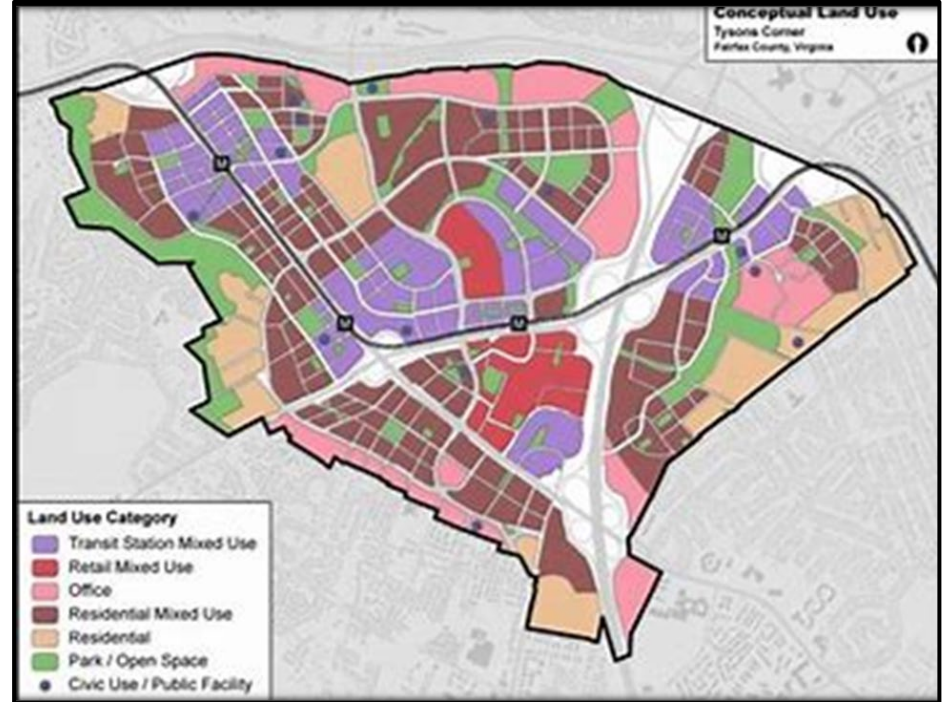 Conceptual Land Use
Tysons Corner
Fairfax County, Virginia
M
M
M
M
Land Use Category
Transit Station Mixed Use
Retail Mixed Use
Office
Residential Mixed Use
Residential
Park / Open Space
Civic Use / Public Facility